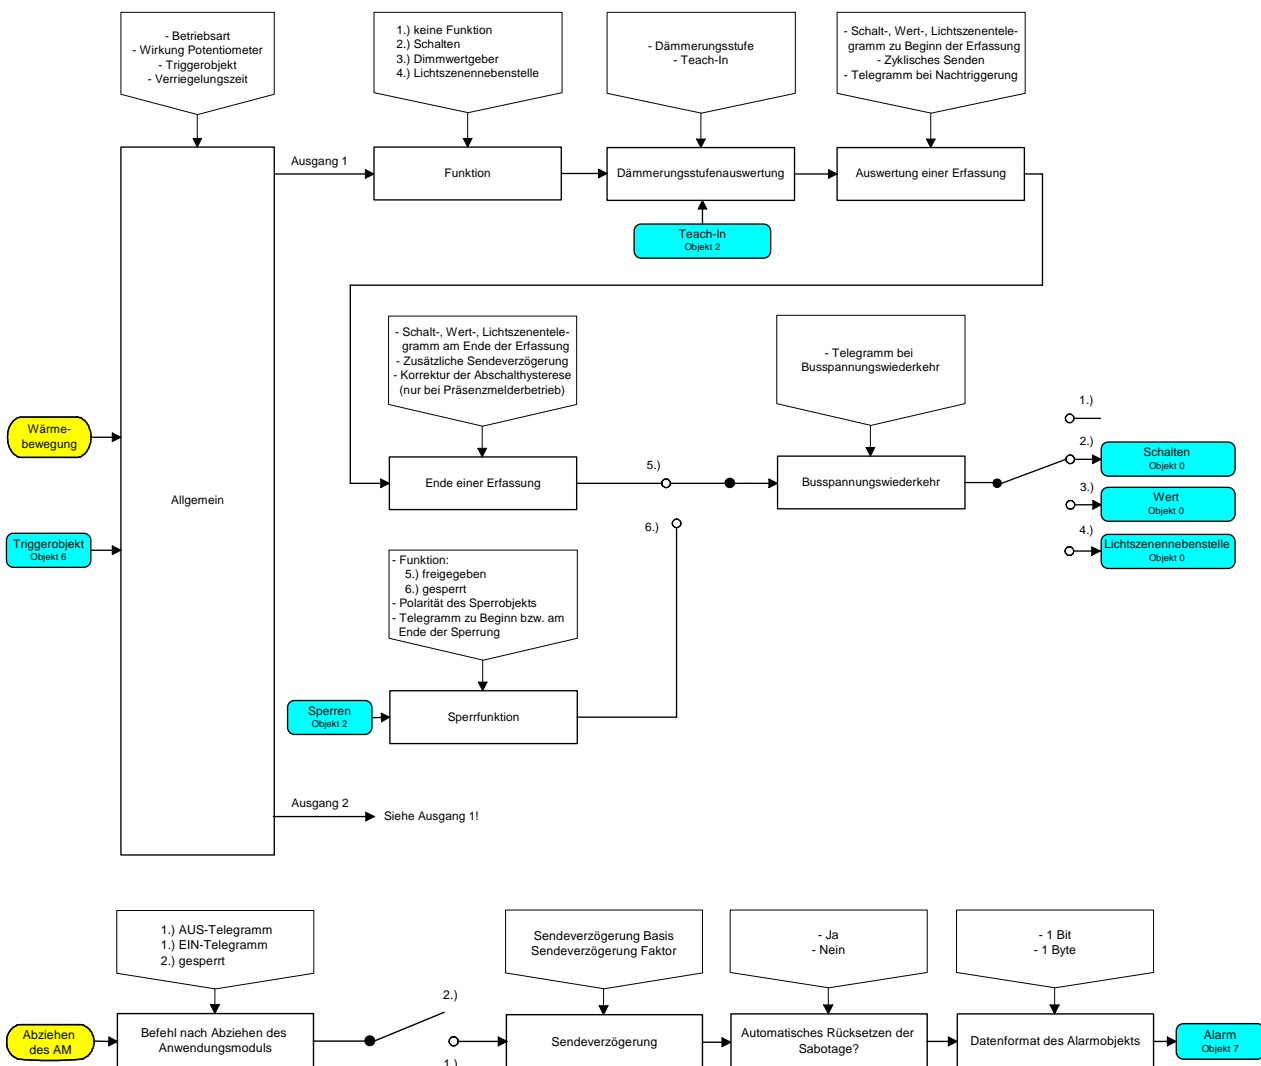 - Betriebsart
- Wirkung Potentiometer
- Triggerobjekt
- Verriegelungszeit
1.) keine Funktion
2.) Schalten
3.) Dimmwertgeber
4.) Lichtszenennebenstelle
- Dämmerungsstufe
- Teach-In
- Schalt-, Wert-, Lichtszenentele-
gramm zu Beginn der Erfassung
- Zyklisches Senden
- Telegramm bei Nachtriggerung
Ausgang 1
Funktion
Dämmerungsstufenauswertung
Auswertung einer Erfassung
Teach-In
Objekt 2
- Schalt-, Wert-, Lichtszenentele-
gramm am Ende der Erfassung
- Zusätzliche Sendeverzögerung
- Korrektur der Abschalthysterese
(nur bei Präsenzmelderbetrieb)
- Telegramm bei
Busspannungswiederkehr
Wärme-
bewegung
Allgemein
Triggerobjekt
Objekt 6
Ende einer Erfassung
5.)
6.)
Busspannungswiederkehr
1.)
2.)
Schalten
Objekt 0
3.)
Wert
Objekt 0
4.)
Lichtszenennebenstelle
Objekt 0
- Funktion:
5.) freigegeben
6.) gesperrt
- Polarität des Sperrobjekts
- Telegramm zu Beginn bzw. am
Ende der Sperrung
Sperren
Objekt 2
Sperrfunktion
Ausgang 2
Siehe Ausgang 1!
1.) AUS-Telegramm
1.) EIN-Telegramm
2.) gesperrt
Sendeverzögerung Basis
Sendeverzögerung Faktor
- Ja
- Nein
- 1 Bit
- 1 Byte
Abziehen
des AM
Befehl nach Abziehen des
Anwendungsmoduls
2.)
1.)
Sendeverzögerung
Automatisches Rücksetzen der
Sabotage?
Datenformat des Alarmobjekts
Alarm
Objekt 7